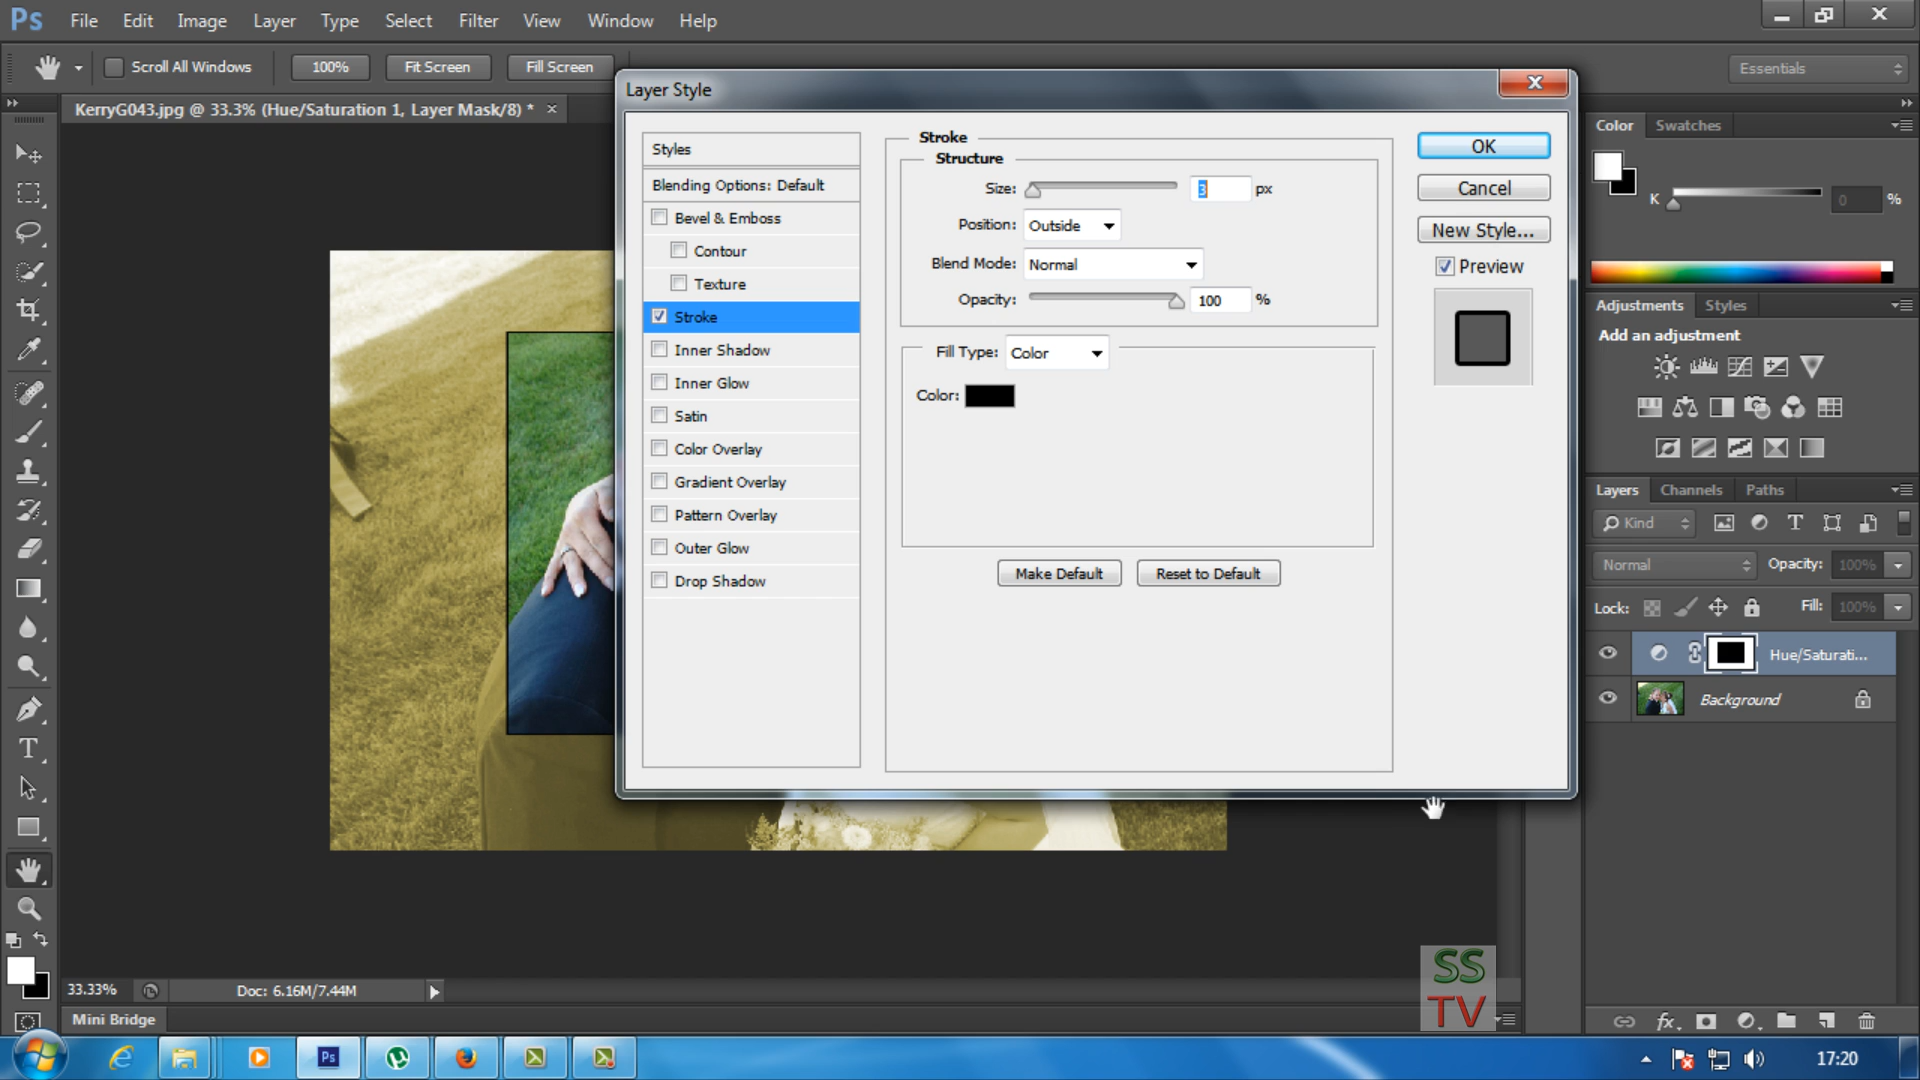 Ps File Edit Image Layer Type Select Filter View Window Help
Scroll All Windows 100% Fit Screen Fill Screen Essentials
KerryG043.jpg @ 33.3% (Hue/Saturation 1, Layer Mask/8) * ×
Layer Style
Styles
Blending Options: Default
Bevel & Emboss
Contour
Texture
Stroke
Inner Shadow
Inner Glow
Satin
Color Overlay
Gradient Overlay
Pattern Overlay
Outer Glow
Drop Shadow
Stroke
Structure
Size: 3 px
Position: Outside
Blend Mode: Normal
Opacity: 100 %
Fill Type: Color
Color:
Make Default Reset to Default
OK
Cancel
New Style...
Preview
Color Swatches
K 0 %
Adjustments Styles
Add an adjustment
Layers Channels Paths
Kind
Normal Opacity: 100%
Lock: Fill: 100%
Hue/Saturati...
Background
33.33% Doc: 6.16M/7.44M
Mini Bridge
SS
TV
Ps
17:20